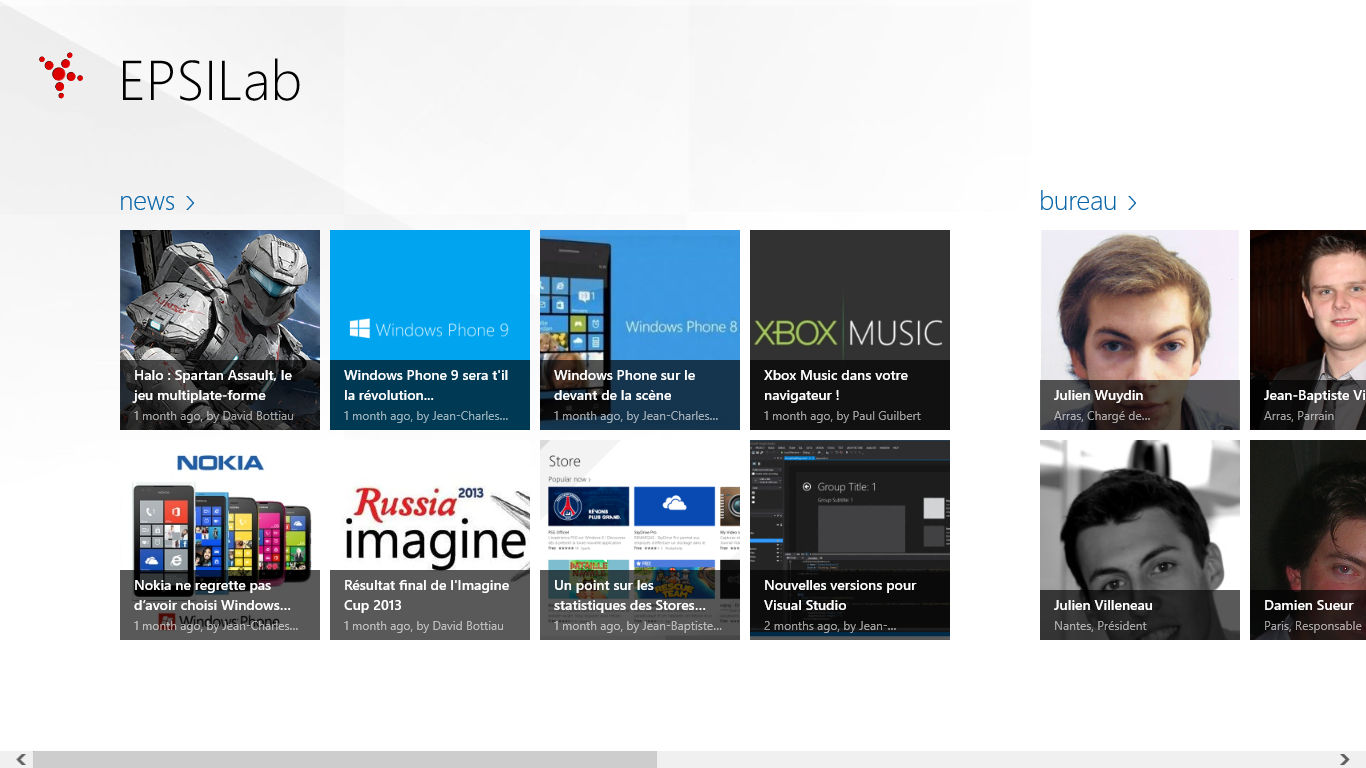 EPSILab
news
bureau
Halo : Spartan Assault, le
jeu multiplate-forme
1 month ago, by David Bottiau
Windows Phone 9
Windows Phone 9 sera t'il
la révolution...
1 month ago, by Jean-Charles...
Windows Phone 8
Windows Phone sur le
devant de la scène
1 month ago, by Jean-Charles...
XBOX MUSIC
Xbox Music dans votre
navigateur !
1 month ago, by Paul Guilbert
Julien Wuydin
Arras, Chargé de...
Jean-Baptiste Vi
Arras, Parrain
NOKIA
Nokia ne regrette pas
d’avoir choisi Windows...
Windows Phone
1 month ago, by Jean-Charles...
Russia 2013
imagine
Résultat final de l'Imagine
Cup 2013
1 month ago, by David Bottiau
Store
Popular now
RÊVONS
PLUS GRAND.
Un point sur les
statistiques des Stores...
1 month ago, by Jean-Baptiste...
Group Title: 1
Group Subtitle: 1
Nouvelles versions pour
Visual Studio
2 months ago, by Jean-...
Julien Villeneau
Nantes, Président
Damien Sueur
Paris, Responsable